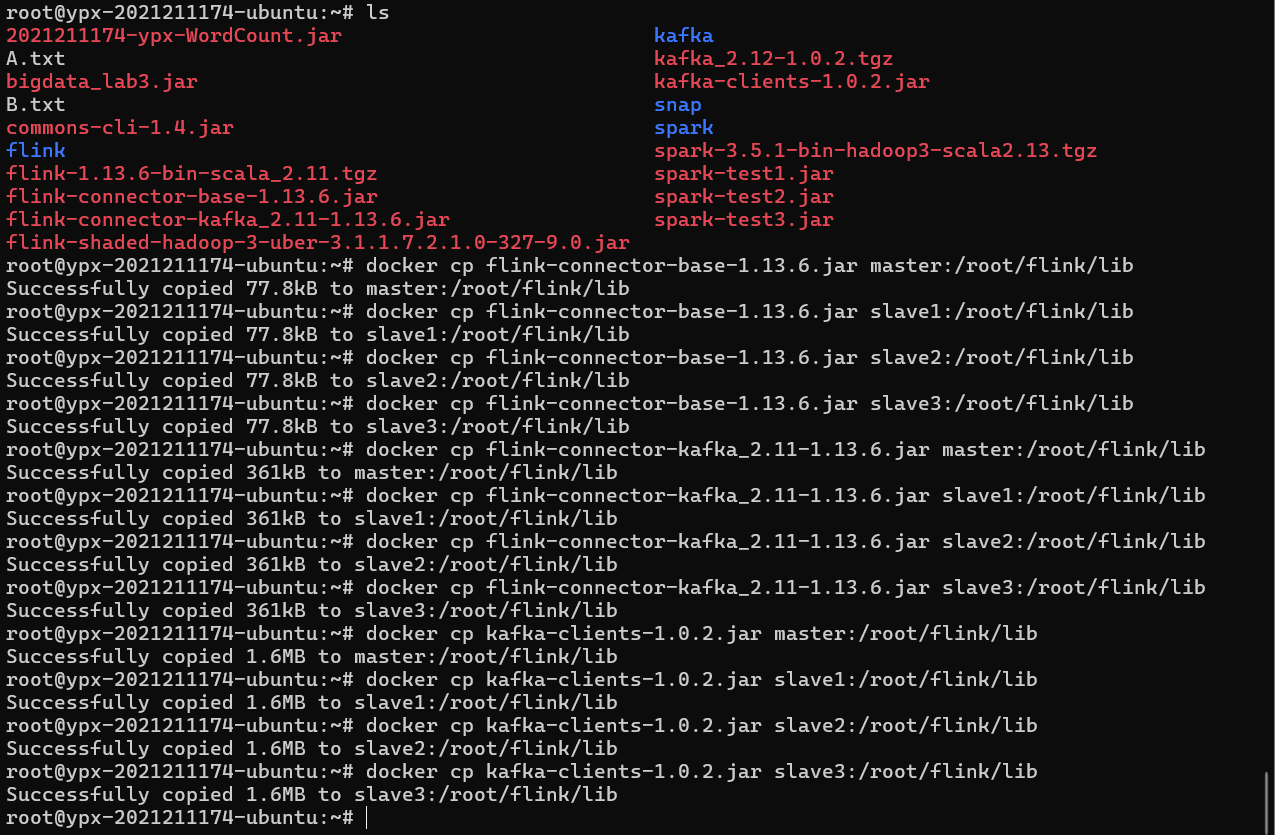 root@ypx-2021211174-ubuntu:~# ls
2021211174-ypx-WordCount.jar kafka
A.txt kafka_2.12-1.0.2.tgz
bigdata_lab3.jar kafka-clients-1.0.2.jar
B.txt snap
commons-cli-1.4.jar spark
flink spark-3.5.1-bin-hadoop3-scala2.13.tgz
flink-1.13.6-bin-scala_2.11.tgz spark-test1.jar
flink-connector-base-1.13.6.jar spark-test2.jar
flink-connector-kafka_2.11-1.13.6.jar spark-test3.jar
flink-shaded-hadoop-3-uber-3.1.1.7.2.1.0-327-9.0.jar
root@ypx-2021211174-ubuntu:~# docker cp flink-connector-base-1.13.6.jar master:/root/flink/lib
Successfully copied 77.8kB to master:/root/flink/lib
root@ypx-2021211174-ubuntu:~# docker cp flink-connector-base-1.13.6.jar slave1:/root/flink/lib
Successfully copied 77.8kB to slave1:/root/flink/lib
root@ypx-2021211174-ubuntu:~# docker cp flink-connector-base-1.13.6.jar slave2:/root/flink/lib
Successfully copied 77.8kB to slave2:/root/flink/lib
root@ypx-2021211174-ubuntu:~# docker cp flink-connector-base-1.13.6.jar slave3:/root/flink/lib
Successfully copied 77.8kB to slave3:/root/flink/lib
root@ypx-2021211174-ubuntu:~# docker cp flink-connector-kafka_2.11-1.13.6.jar master:/root/flink/lib
Successfully copied 361kB to master:/root/flink/lib
root@ypx-2021211174-ubuntu:~# docker cp flink-connector-kafka_2.11-1.13.6.jar slave1:/root/flink/lib
Successfully copied 361kB to slave1:/root/flink/lib
root@ypx-2021211174-ubuntu:~# docker cp flink-connector-kafka_2.11-1.13.6.jar slave2:/root/flink/lib
Successfully copied 361kB to slave2:/root/flink/lib
root@ypx-2021211174-ubuntu:~# docker cp flink-connector-kafka_2.11-1.13.6.jar slave3:/root/flink/lib
Successfully copied 361kB to slave3:/root/flink/lib
root@ypx-2021211174-ubuntu:~# docker cp kafka-clients-1.0.2.jar master:/root/flink/lib
Successfully copied 1.6MB to master:/root/flink/lib
root@ypx-2021211174-ubuntu:~# docker cp kafka-clients-1.0.2.jar slave1:/root/flink/lib
Successfully copied 1.6MB to slave1:/root/flink/lib
root@ypx-2021211174-ubuntu:~# docker cp kafka-clients-1.0.2.jar slave2:/root/flink/lib
Successfully copied 1.6MB to slave2:/root/flink/lib
root@ypx-2021211174-ubuntu:~# docker cp kafka-clients-1.0.2.jar slave3:/root/flink/lib
Successfully copied 1.6MB to slave3:/root/flink/lib
root@ypx-2021211174-ubuntu:~#